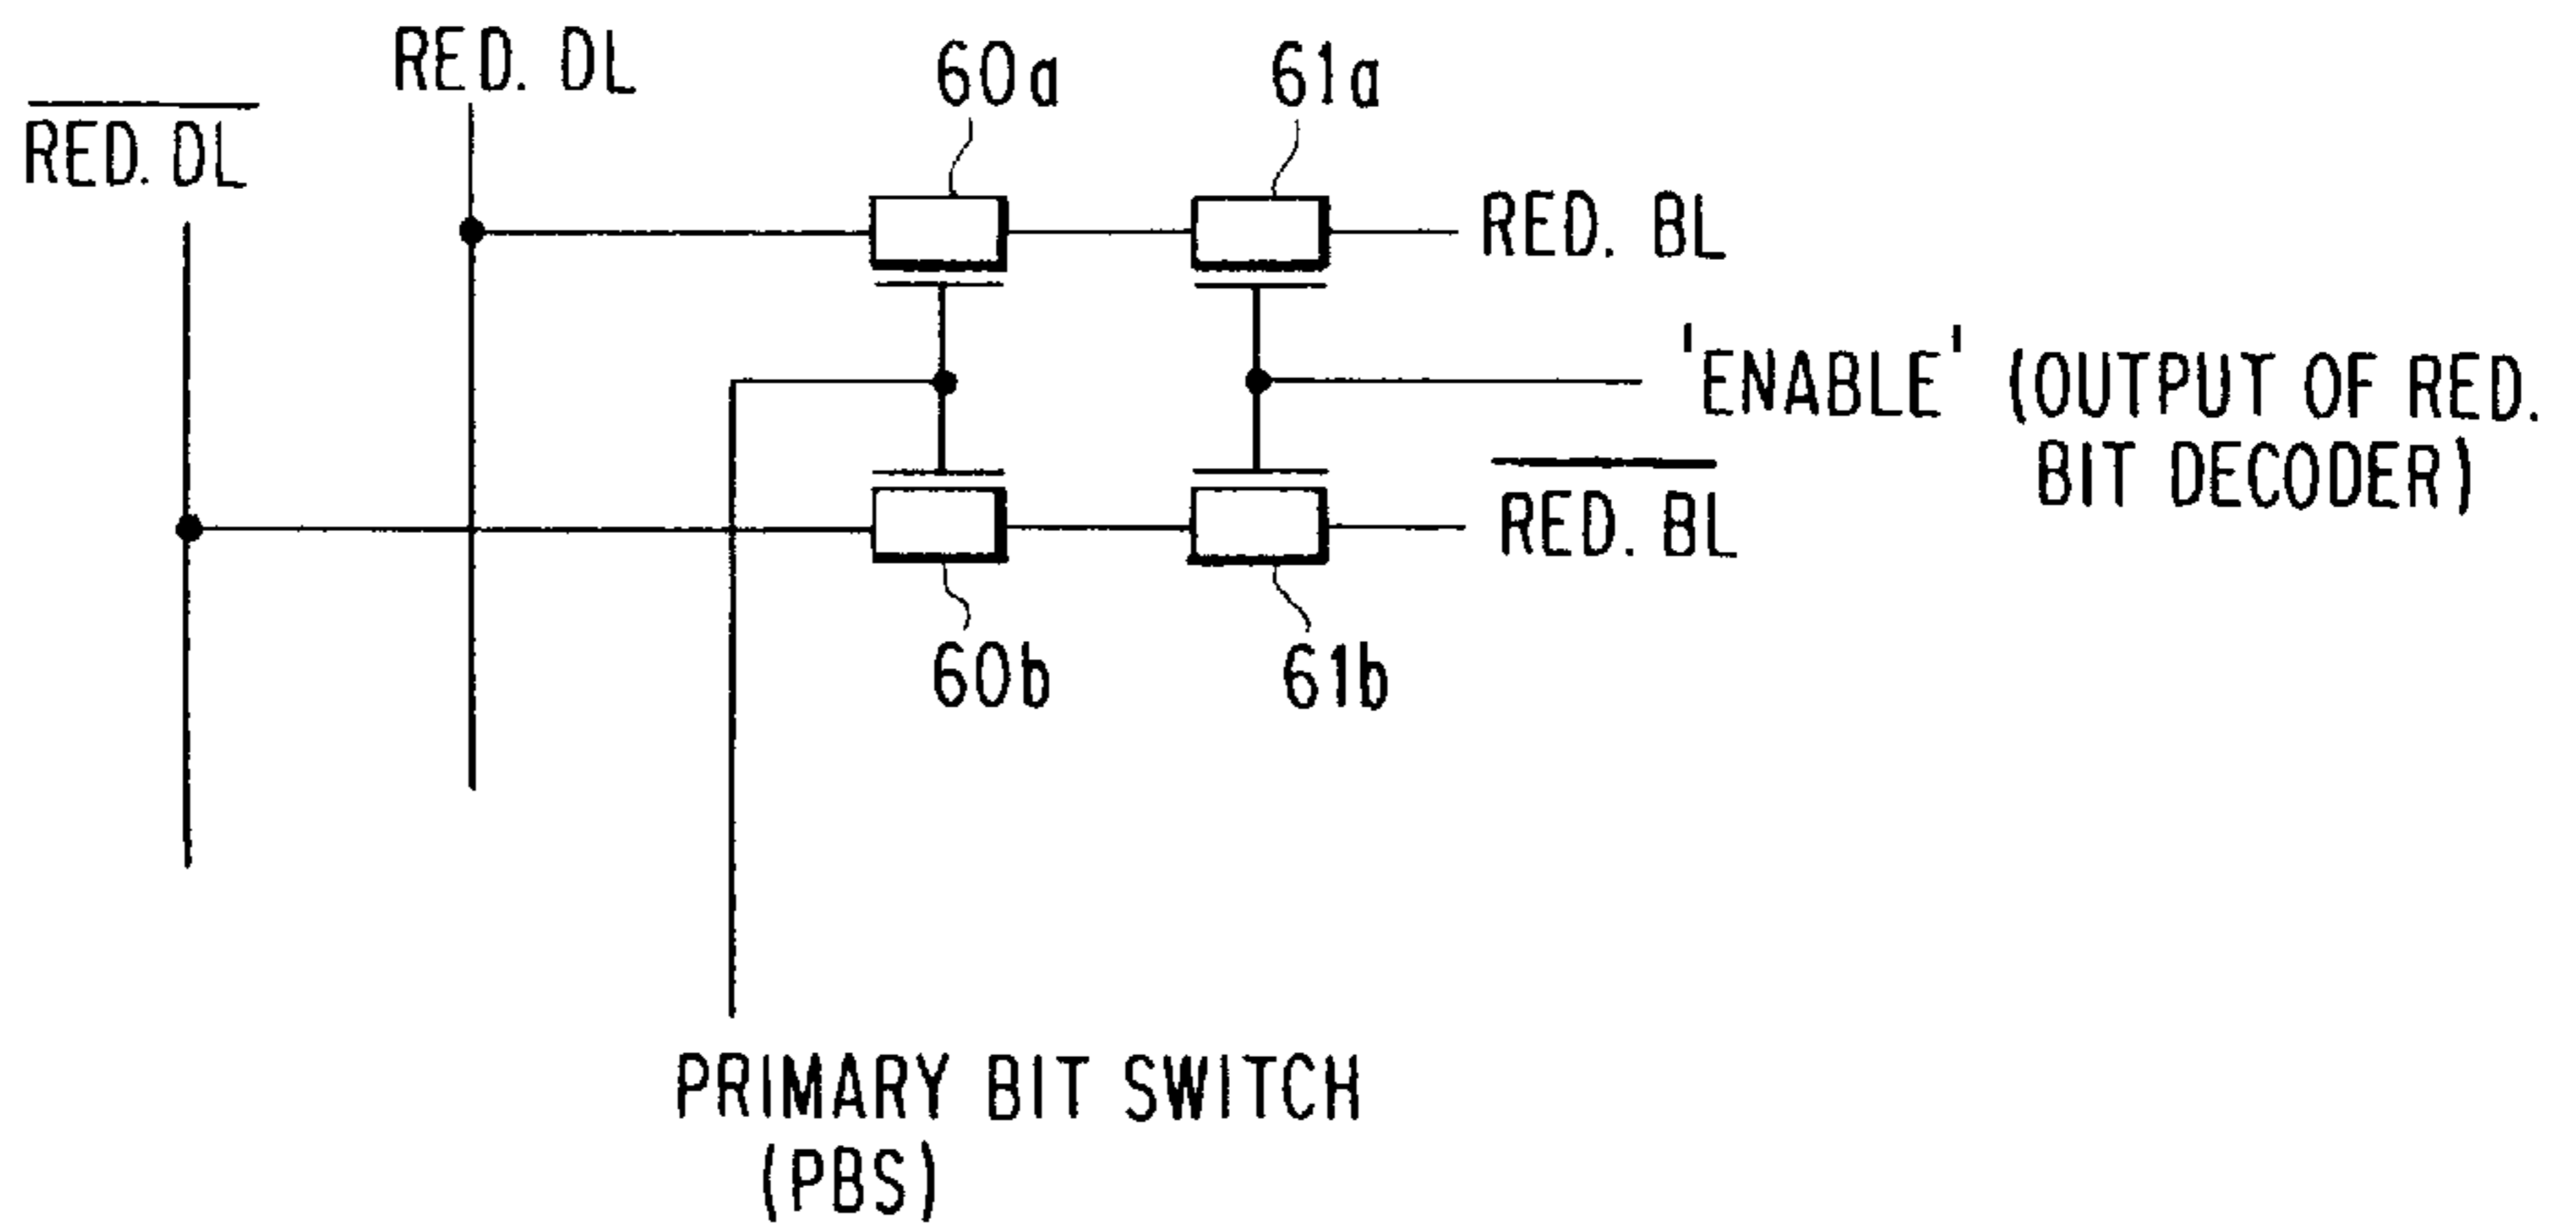 RED. DL
RED. DL
60a
61a
RED. BL
'ENABLE' (OUTPUT OF RED.
BIT DECODER)
RED. BL
60b
61b
PRIMARY BIT SWITCH
(PBS)